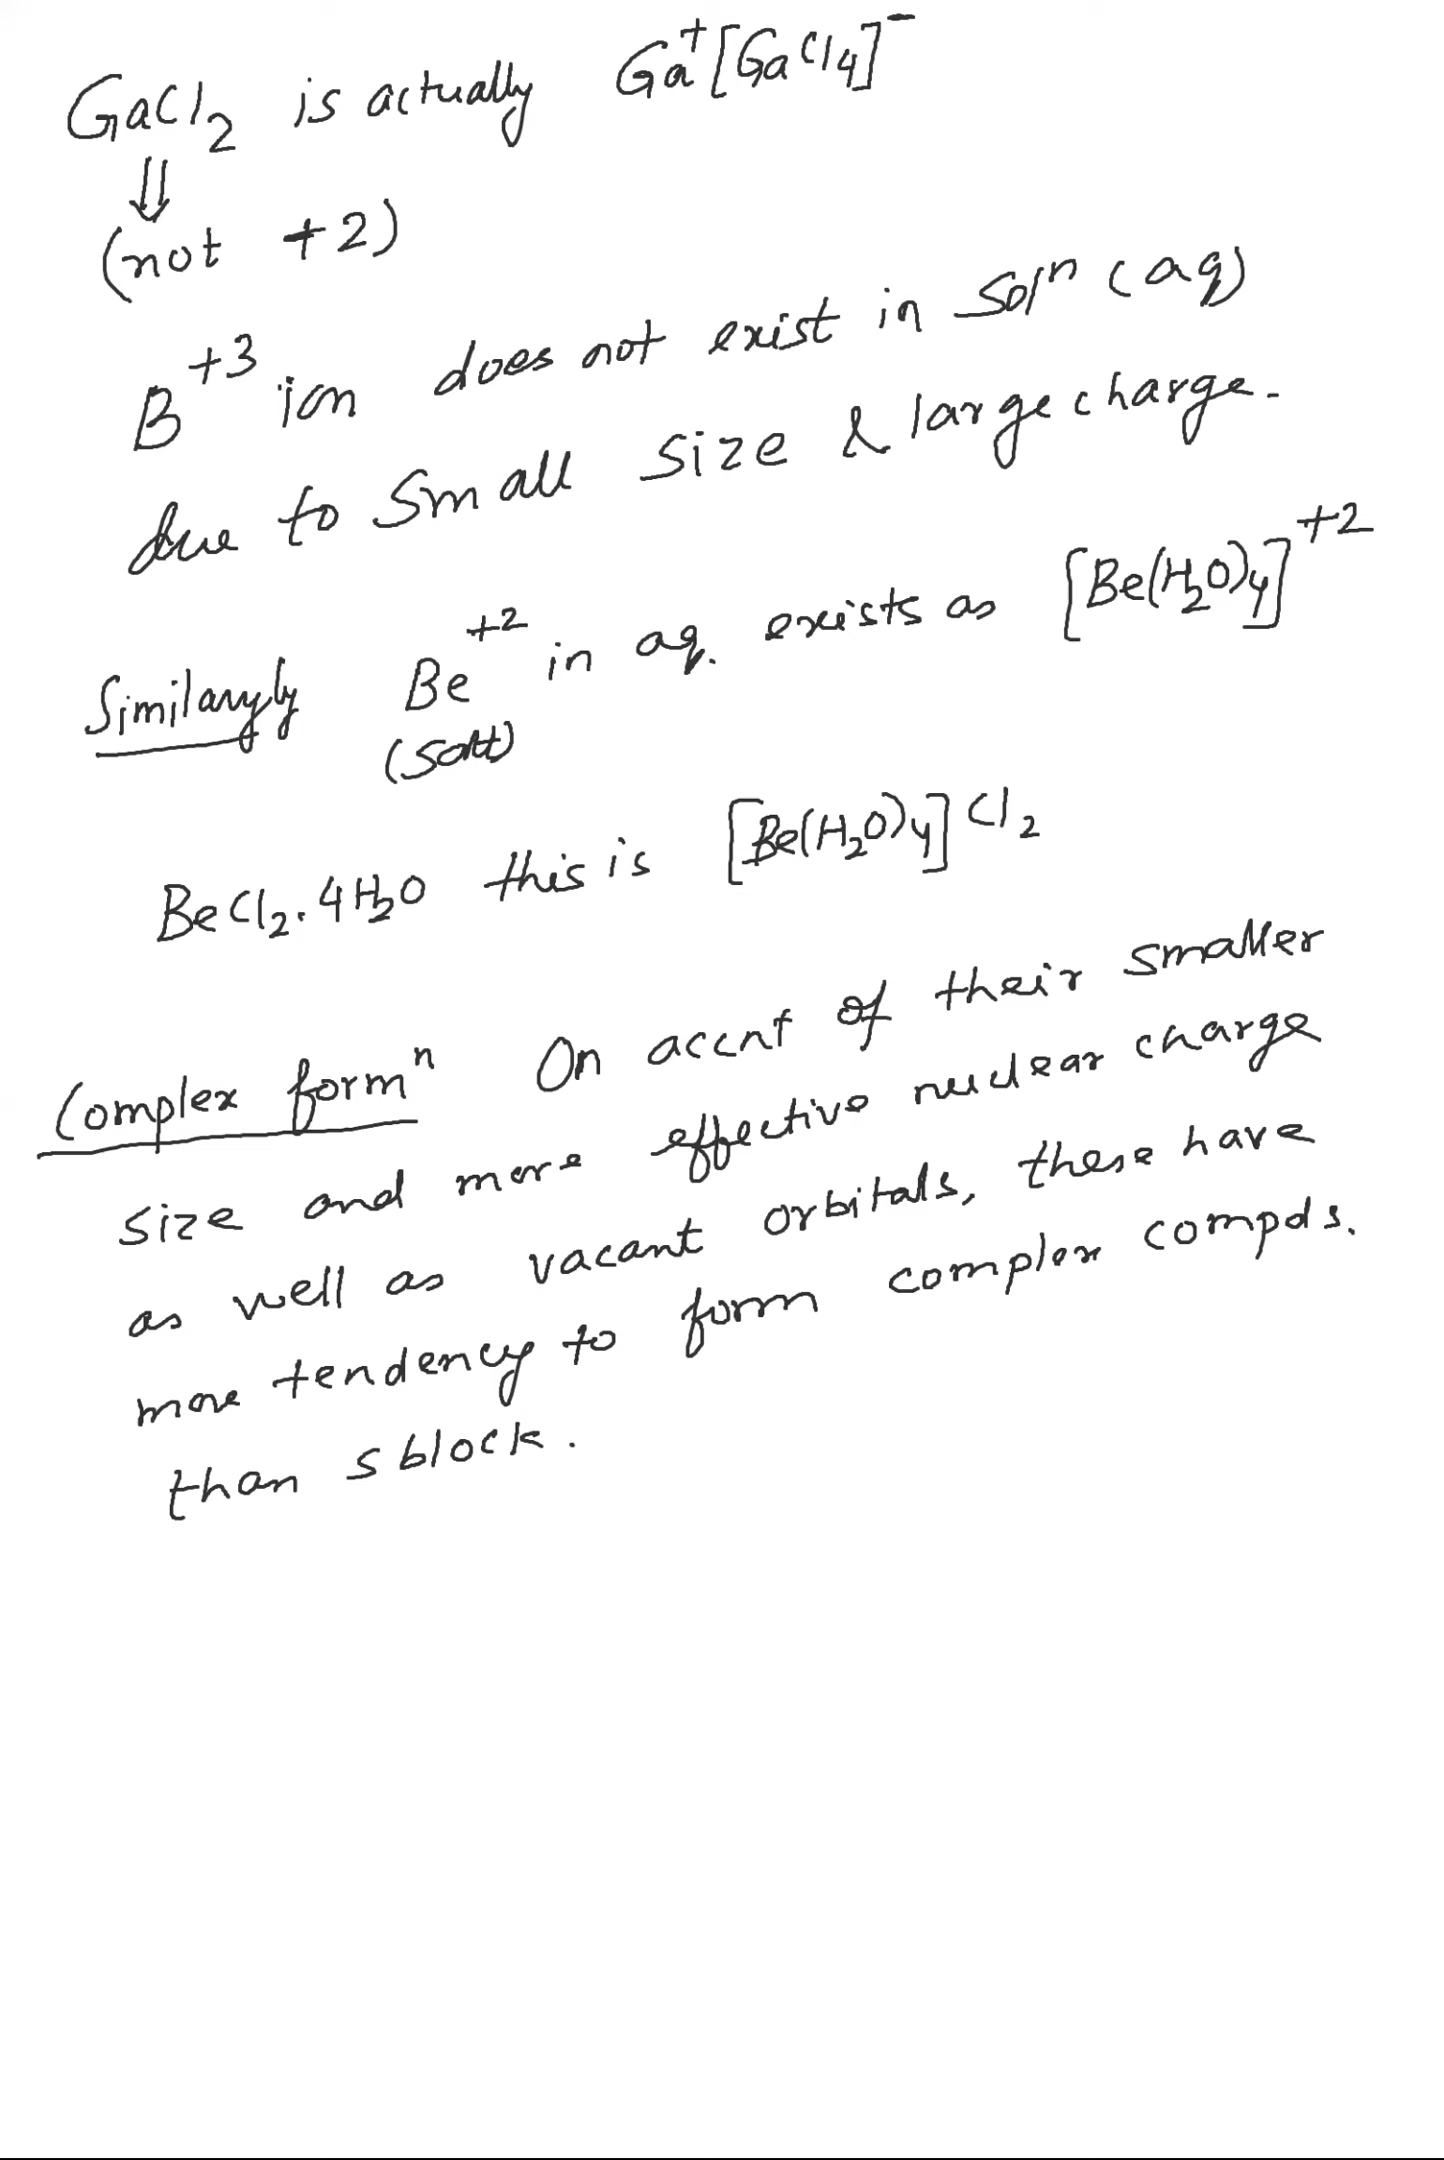 GaCl₂ is actually Ga⁺[GaCl₄]⁻
⇓
(not +2)
B⁺³ ion does not exist in Solⁿ (aq)
due to Small size & large charge.
Similaryly Be⁺² in aq. exists as [Be(H₂O)₄]⁺²
(Salt)
BeCl₂.4H₂O this is [Be(H₂O)₄]Cl₂
Complex formⁿ On accnt of their smaller
size and more effective nuclear charge
as well as vacant orbitals, these have
more tendency to form complex compds.
than s block.